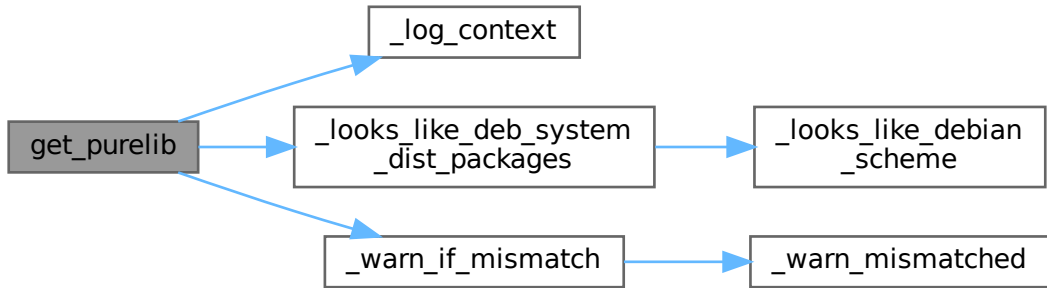 _log_context
get_purelib
_looks_like_deb_system
_dist_packages
_looks_like_debian
_scheme
_warn_if_mismatch
_warn_mismatched